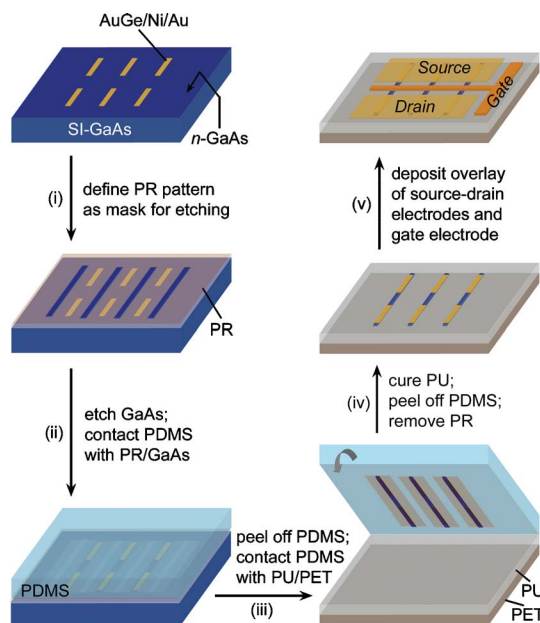 AuGe/Ni/Au
SI-GaAs
n-GaAs
(i)
define PR pattern
as mask for etching
PR
(ii)
etch GaAs;
contact PDMS
with PR/GaAs
PDMS
peel off PDMS;
contact PDMS
with PU/PET
(iii)
PU
PET
(iv)
cure PU;
peel off PDMS;
remove PR
(v)
deposit overlay
of source-drain
electrodes and
gate electrode
Source
Drain
Gate